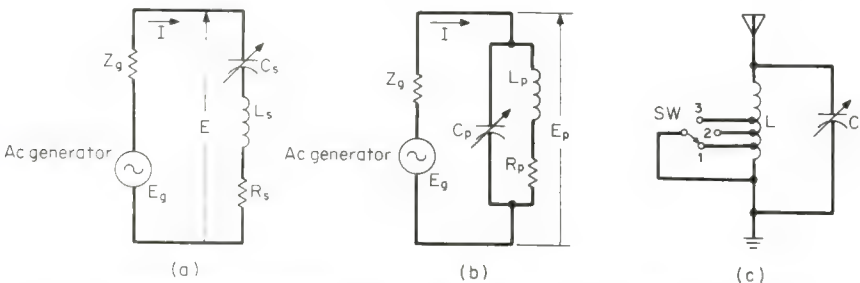 I
Z_g
C_s
L_s
E
Ac generator
E_g
R_s
(a)
I
Z_g
L_p
C_p
E_p
Ac generator
E_g
R_p
(b)
SW
3
2
1
L
C
(c)